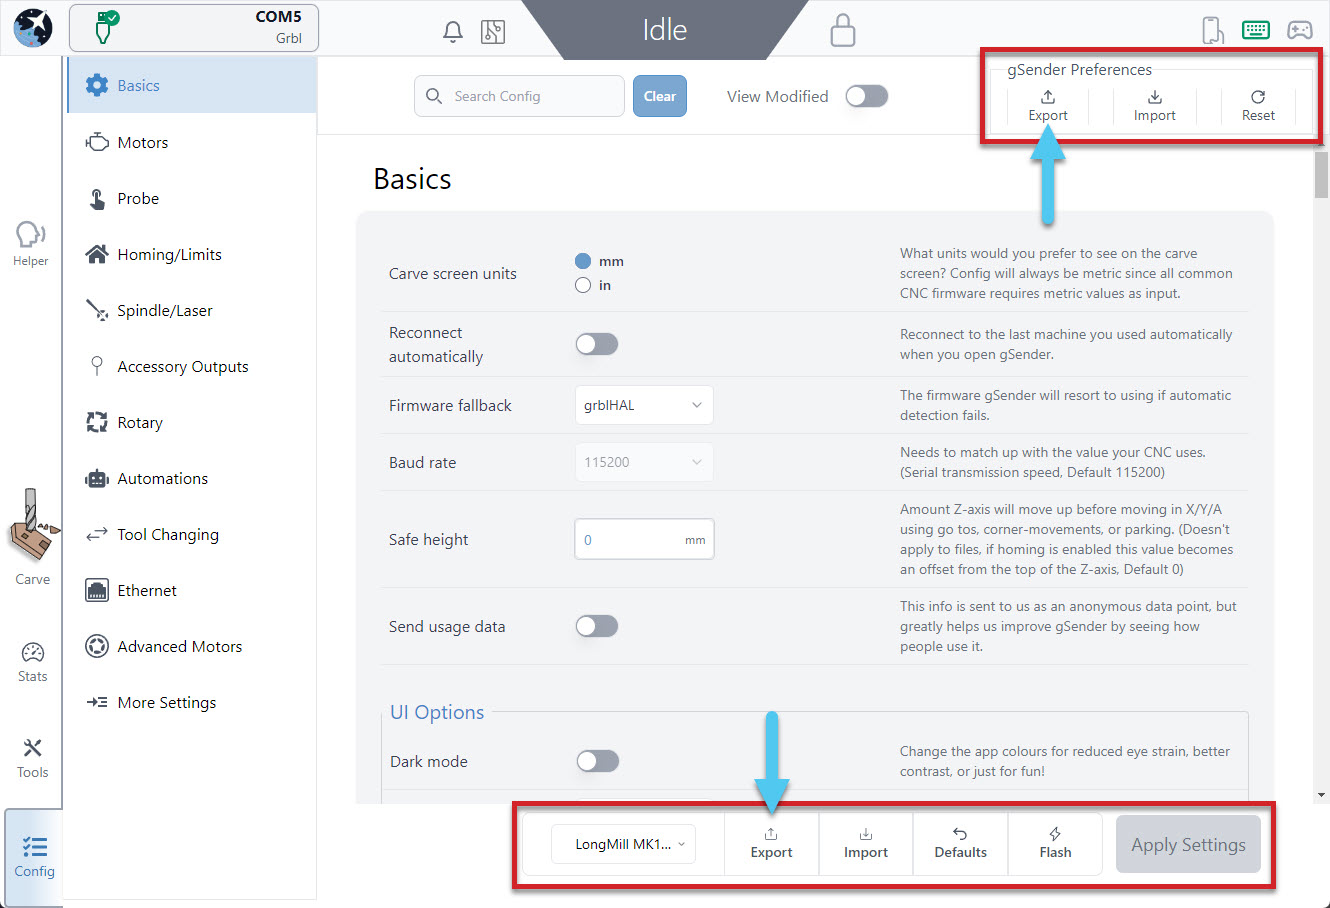 COM5
Grbl
Idle
Basics
Motors
Probe
Homing/Limits
Spindle/Laser
Accessory Outputs
Rotary
Automations
Tool Changing
Ethernet
Advanced Motors
More Settings
Helper
Carve
Stats
Tools
Config
Search Config
Clear
View Modified
gSender Preferences
Export
Import
Reset
Basics
Carve screen units
mm
in
What units would you prefer to see on the carve
screen? Config will always be metric since all common
CNC firmware requires metric values as input.
Reconnect
automatically
Reconnect to the last machine you used automatically
when you open gSender.
Firmware fallback
grblHAL
The firmware gSender will resort to using if automatic
detection fails.
Baud rate
115200
Needs to match up with the value your CNC uses.
(Serial transmission speed, Default 115200)
Safe height
0
mm
Amount Z-axis will move up before moving in X/Y/A
using go tos, corner-movements, or parking. (Doesn't
apply to files, if homing is enabled this value becomes
an offset from the top of the Z-axis, Default 0)
Send usage data
This info is sent to us as an anonymous data point, but
greatly helps us improve gSender by seeing how
people use it.
UI Options
Dark mode
Change the app colours for reduced eye strain, better
contrast, or just for fun!
LongMill MK1...
Export
Import
Defaults
Flash
Apply Settings